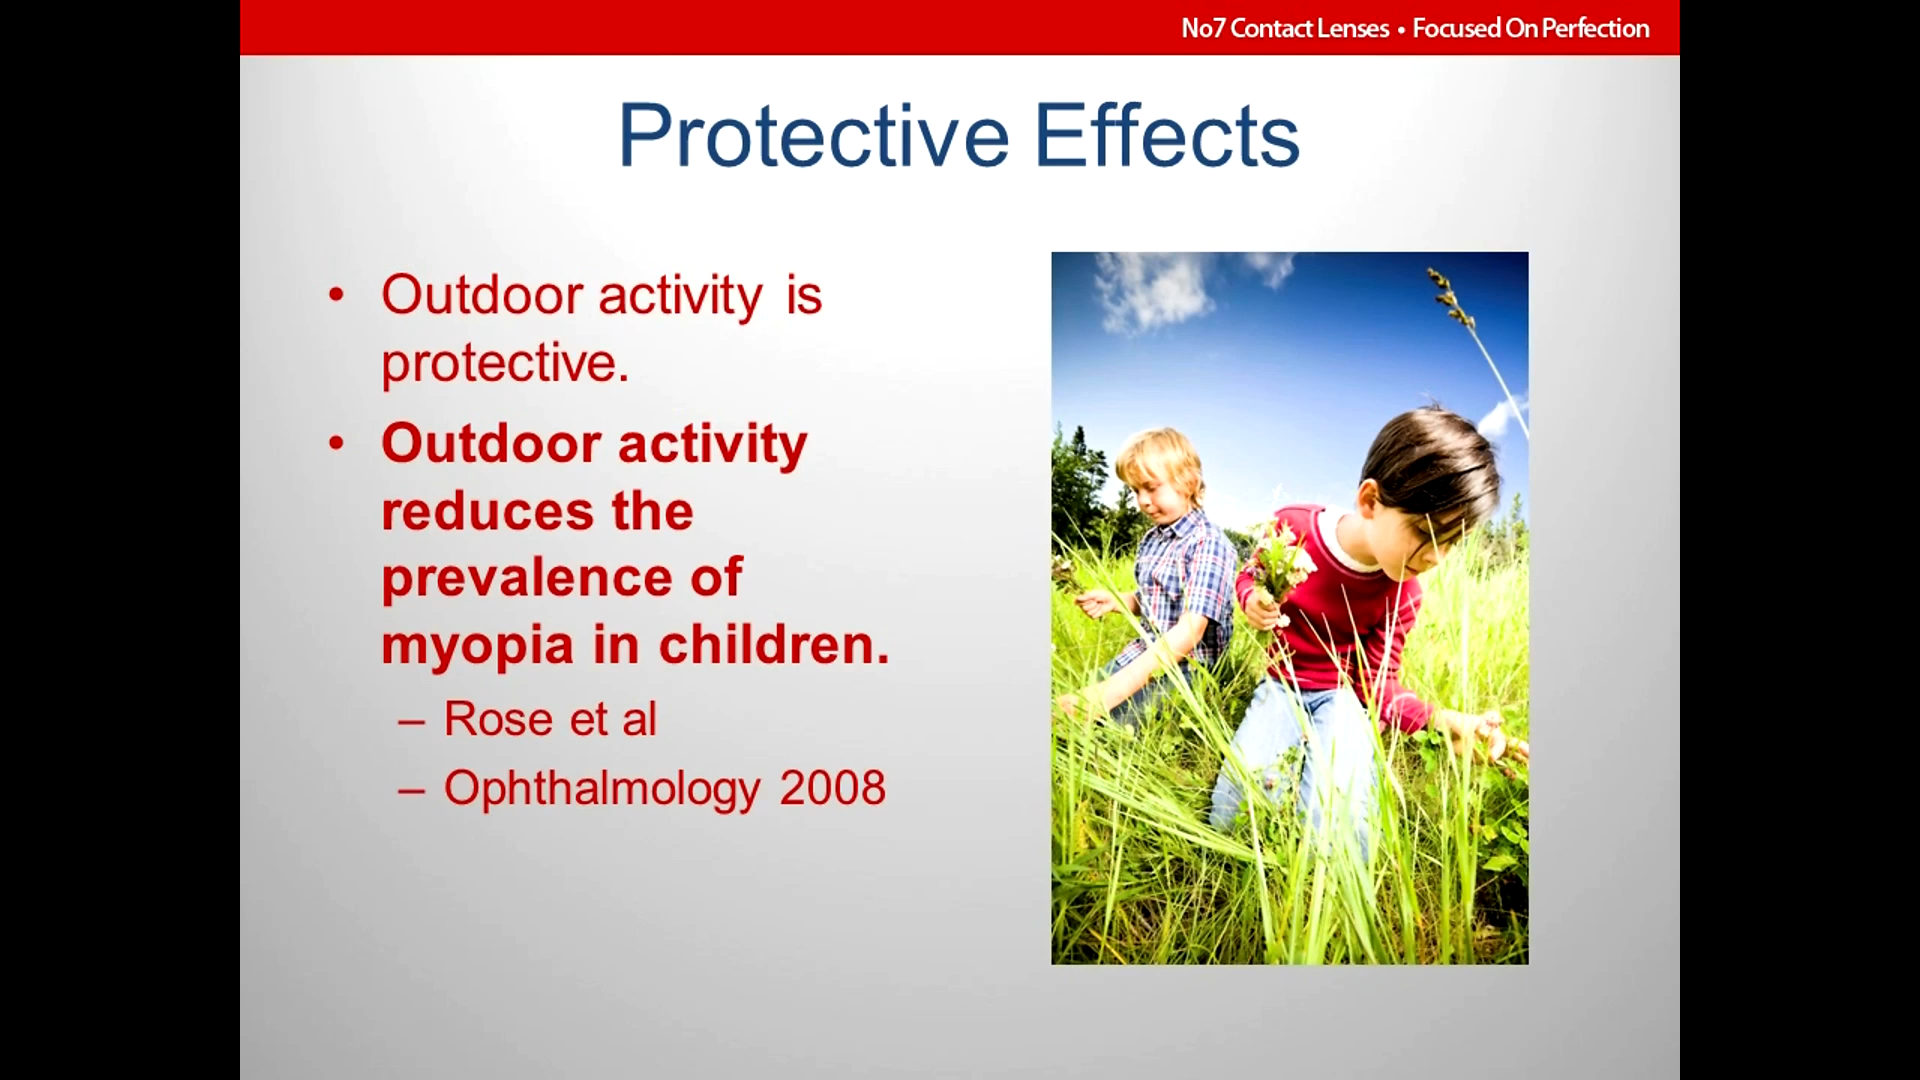 No7 Contact Lenses • Focused On Perfection
Protective Effects
• Outdoor activity is
protective.
• Outdoor activity
reduces the
prevalence of
myopia in children.
– Rose et al
– Ophthalmology 2008